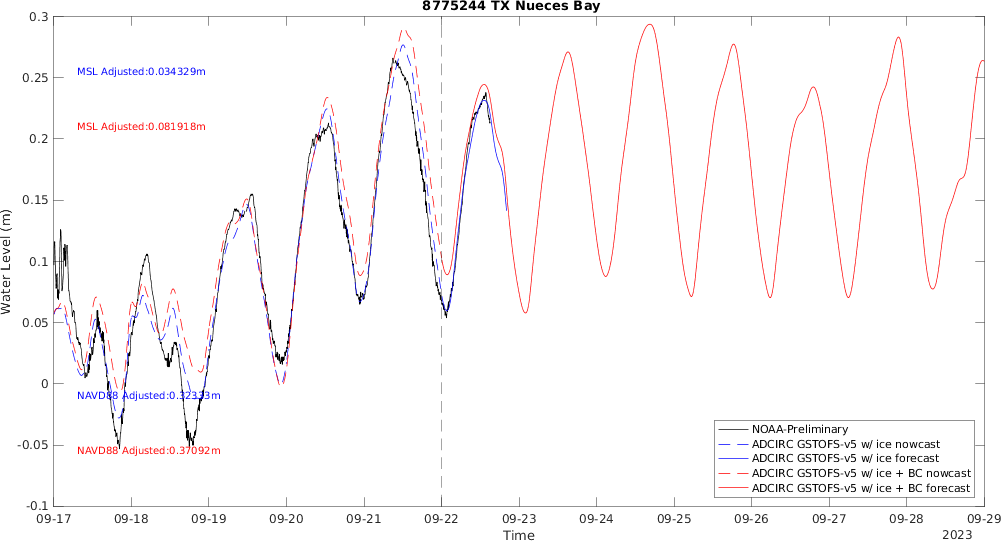 8775244 TX Nueces Bay
0.3
0.25
0.2
0.15
0.1
0.05
0
-0.05
-0.1
Water Level (m)
MSL Adjusted:0.034329m
MSL Adjusted:0.081918m
NAVD88 Adjusted:0.32333m
NAVD88 Adjusted:0.37092m
NOAA-Preliminary
ADCIRC GSTOFS-v5 w/ ice nowcast
ADCIRC GSTOFS-v5 w/ ice forecast
ADCIRC GSTOFS-v5 w/ ice + BC nowcast
ADCIRC GSTOFS-v5 w/ ice + BC forecast
09-17 09-18 09-19 09-20 09-21 09-22 09-23 09-24 09-25 09-26 09-27 09-28 09-29
Time
2023